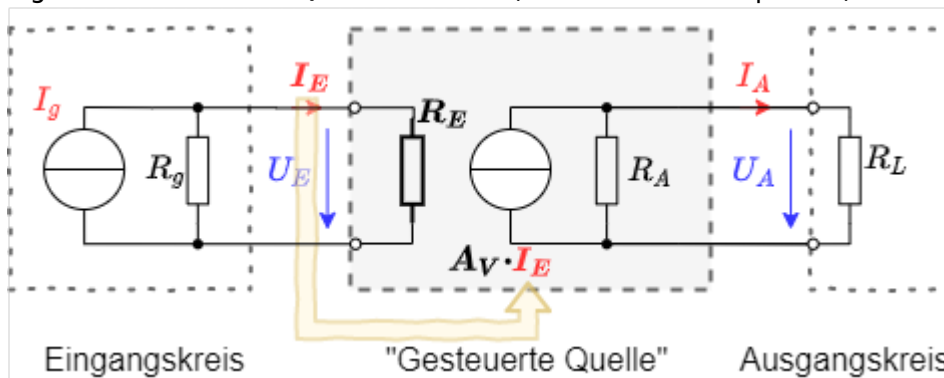 I_g
R_g
I_E
U_E
R_E
A_V·I_E
R_A
I_A
U_A
R_L
Eingangskreis
"Gesteuerte Quelle"
Ausgangskreis